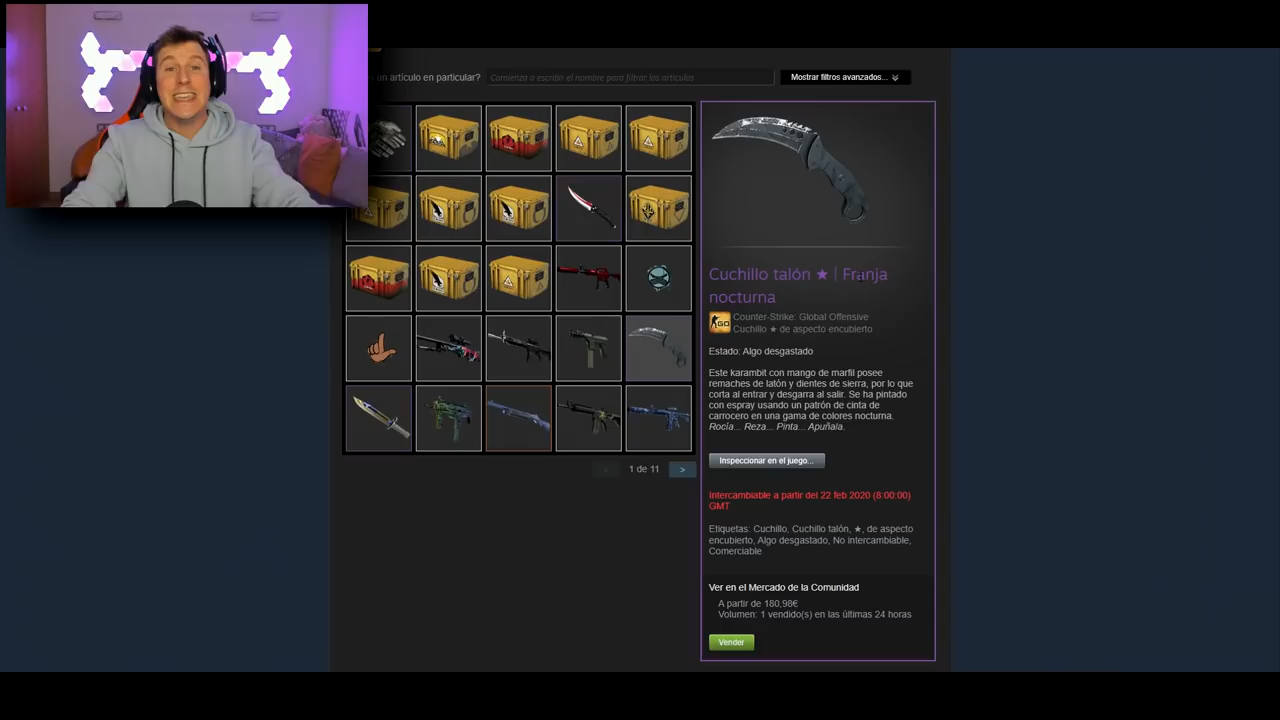 un artículo en particular?
Comienza a escribir el nombre para filtrar los artículos
Mostrar filtros avanzados...
Cuchillo talón ★ | Franja
nocturna
Counter-Strike: Global Offensive
Cuchillo ★ de aspecto encubierto
Estado: Algo desgastado
Este karambit con mango de marfil posee
remaches de latón y dientes de sierra, por lo que
corta al entrar y desgarra al salir. Se ha pintado
con espray usando un patrón de cinta de
carrocero en una gama de colores nocturna.
Rocía... Reza... Pinta... Apuñala.
Inspeccionar en el juego...
1 de 11 >
Intercambiable a partir del 22 feb 2020 (8:00:00)
GMT
Etiquetas: Cuchillo, Cuchillo talón, ★, de aspecto
encubierto, Algo desgastado, No intercambiable,
Comerciable
Ver en el Mercado de la Comunidad
A partir de 180,98€
Volumen: 1 vendido(s) en las últimas 24 horas
Vender